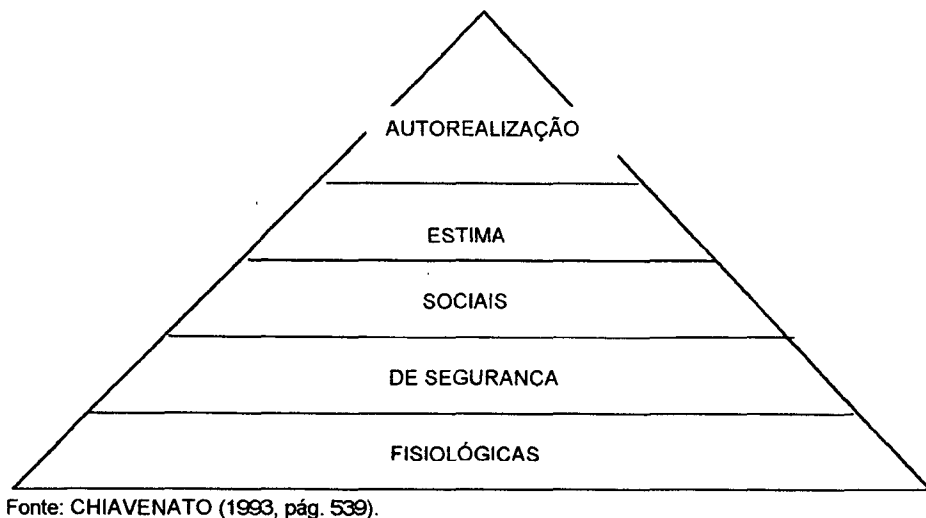 AUTOREALIZAÇÃO
ESTIMA
SOCIAIS
DE SEGURANCA
FISIOLÓGICAS
Fonte: CHIAVENATO (1993, pág. 539).